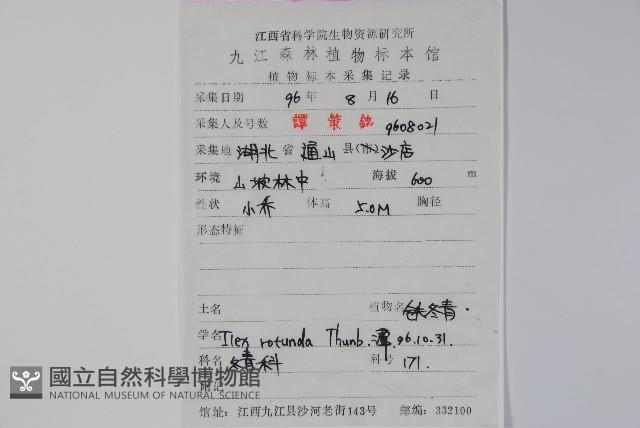 江西省科学院生物资源研究所
九江森林植物标本馆
植物标本采集记录
采集日期 96 年 8 月 16 日
采集人及号数 譚策銘 9608021
采集地 湖北 省 通山 县(市)沙店
环境 山坡林中 海拔 600 m
性状 小乔 体高 5.0M 胸径
形态特征
土名 植物名 铁冬青.
学名 Ilex rotunda Thunb. 譚. 96.10.31.
科名 冬青科 科号 171.
國立自然科學博物館
NATIONAL MUSEUM OF NATURAL SCIENCE
附记
馆址: 江西九江县沙河老街143号 邮编: 332100